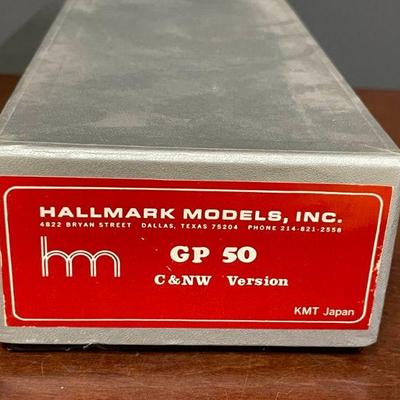 HALLMARK MODELS, INC.
4822 BRYAN STREET DALLAS, TEXAS 75204 PHONE 214-821-2558
hm GP 50
C&NW Version
KMT Japan